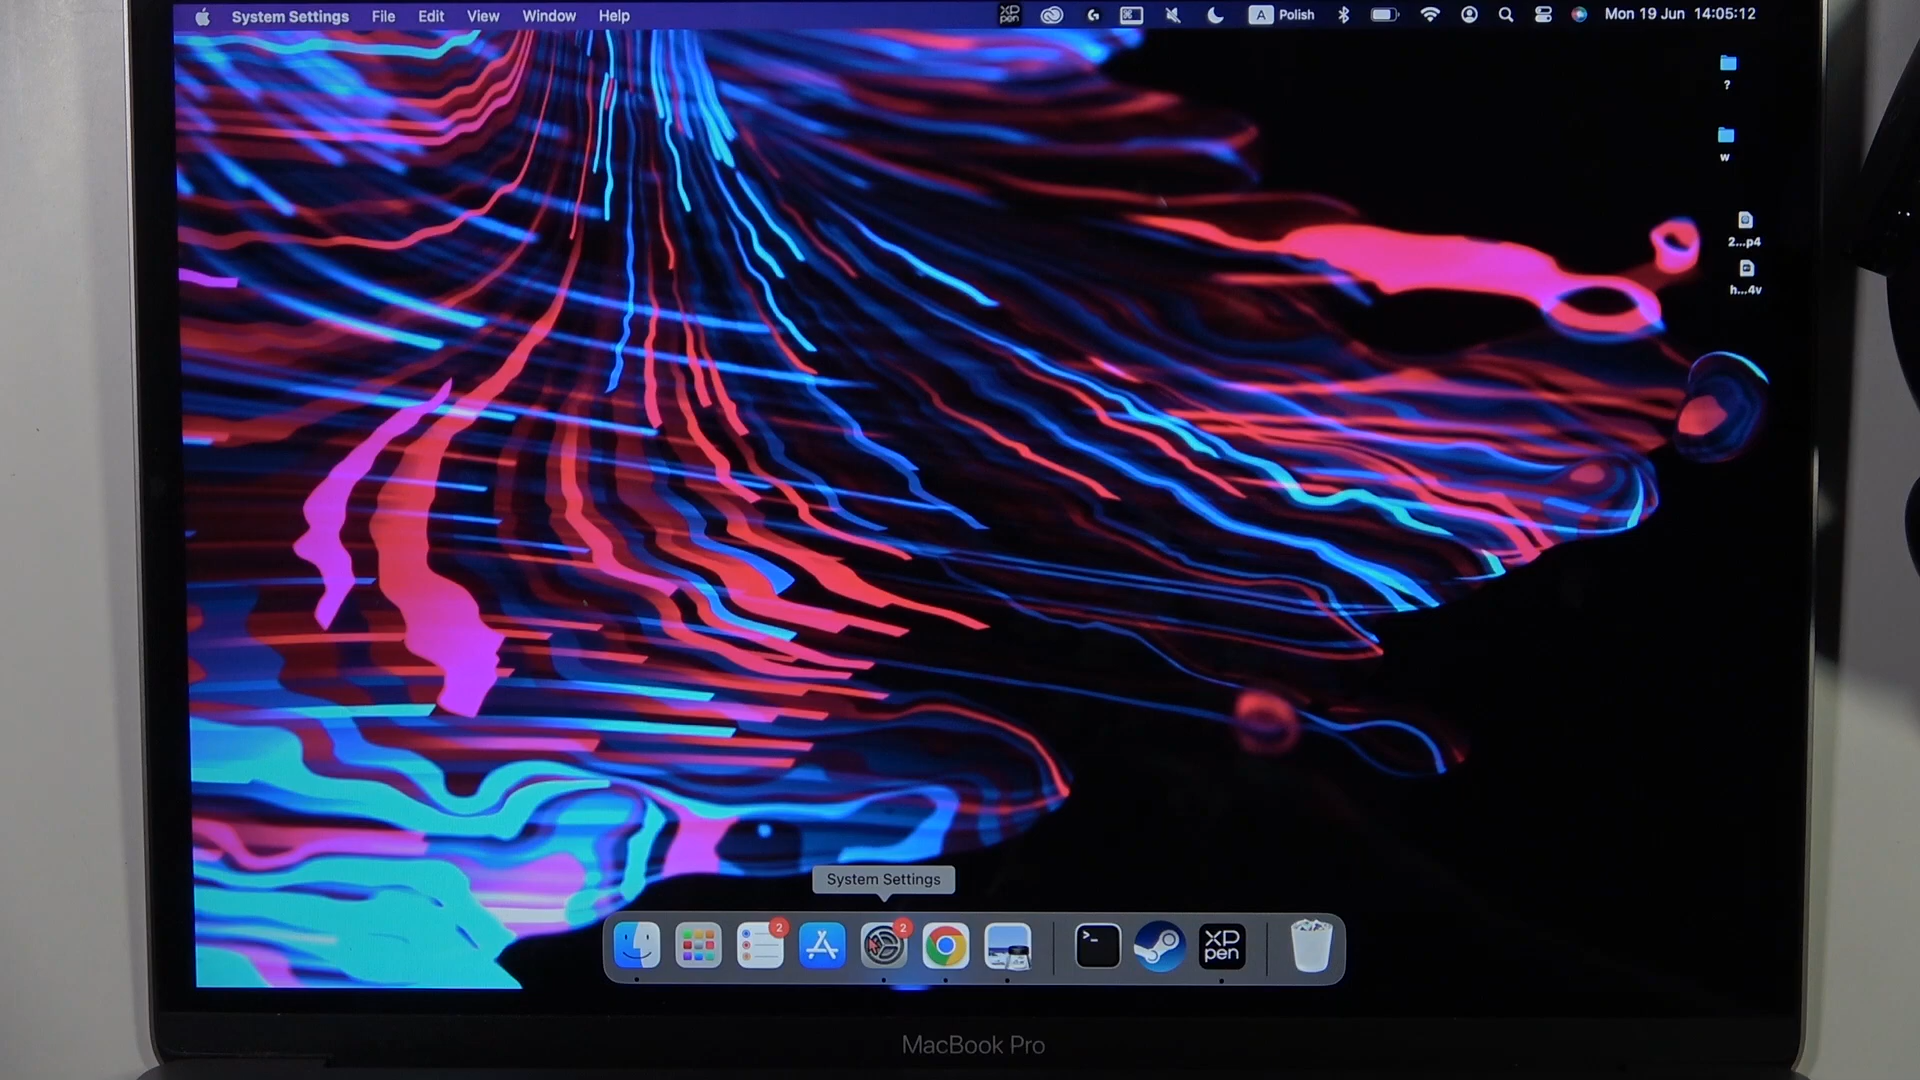 System Settings File Edit View Window Help XP pen A Polish Mon 19 Jun 14:05:12
?
w
2...p4
h...4v
System Settings
2 2 >_ XP pen
MacBook Pro